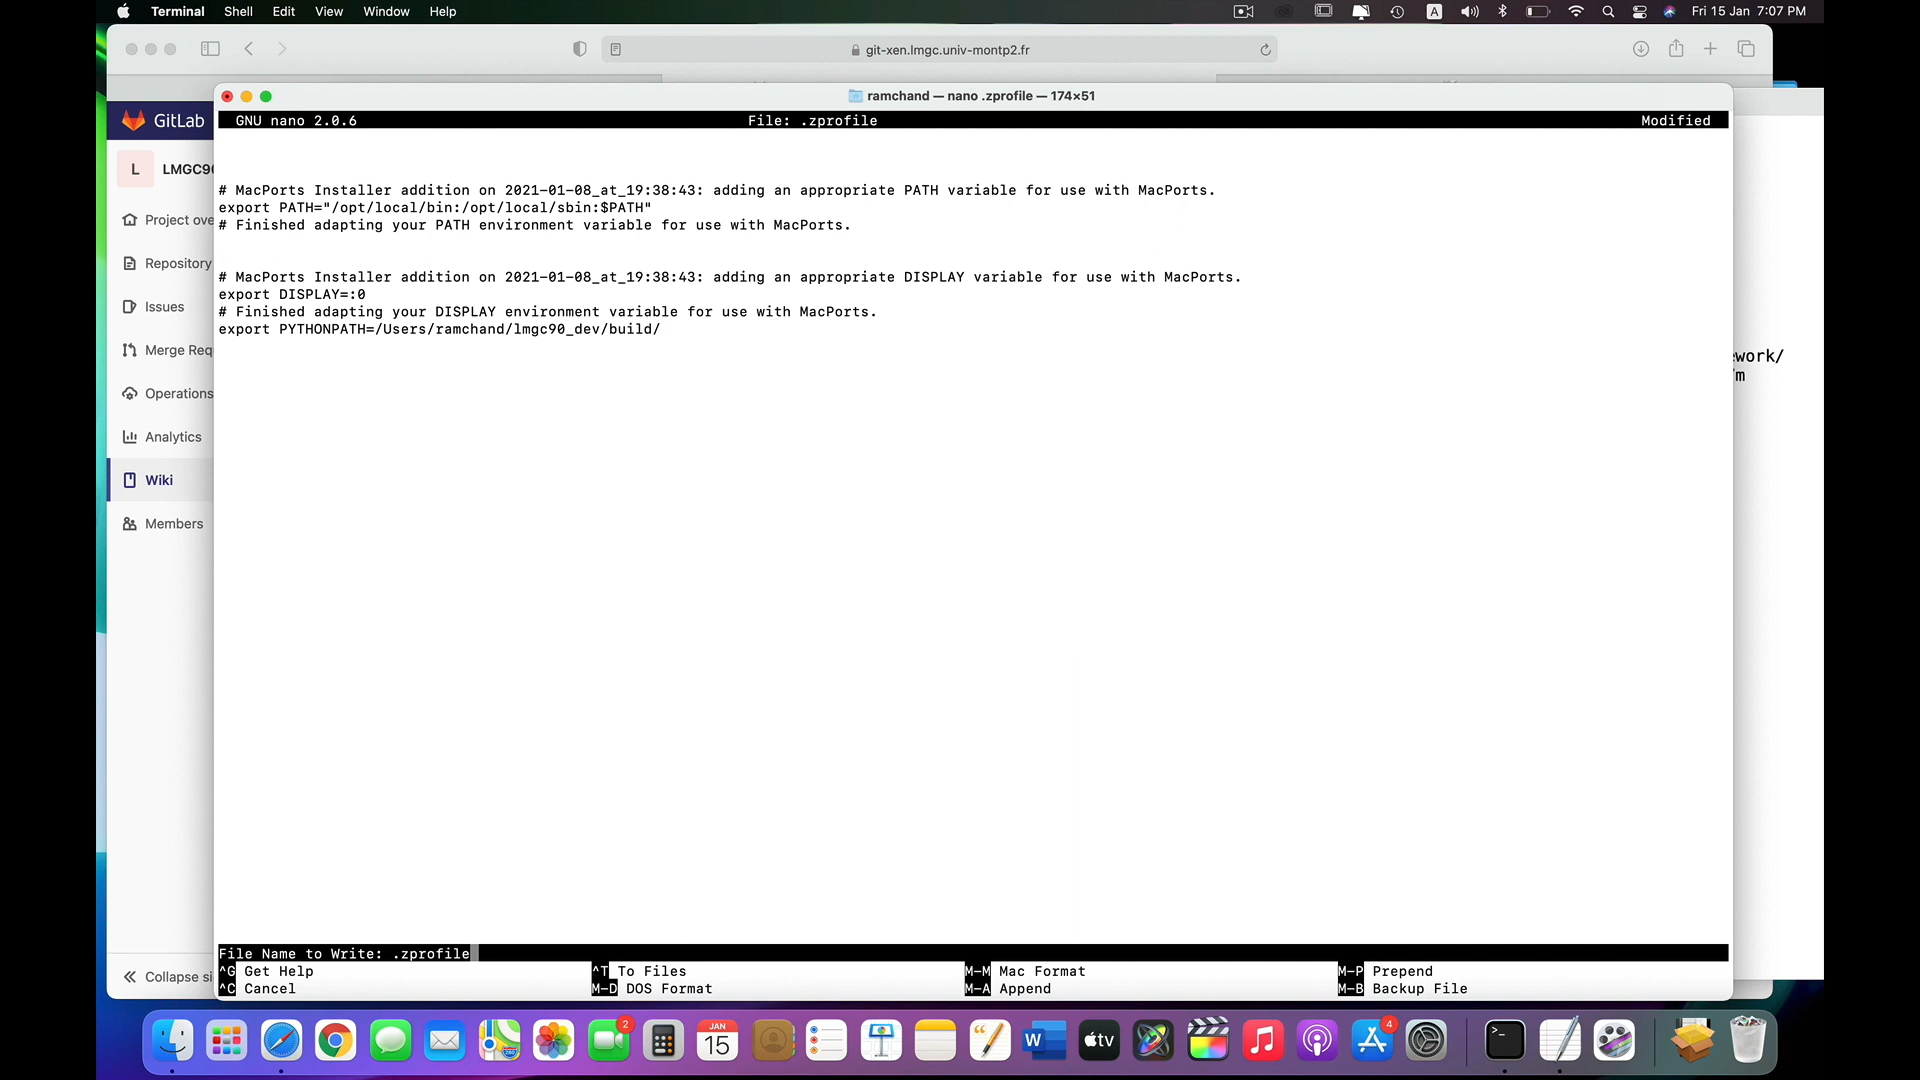 Terminal Shell Edit View Window Help
A
Fri 15 Jan 7:07 PM
git-xen.lmgc.univ-montp2.fr
ramchand — nano .zprofile — 174×51
GNU nano 2.0.6 File: .zprofile Modified
GitLab
L LMGC90
Project ove
Repository
Issues
Merge Req
Operations
Analytics
Wiki
Members
Collapse si
# MacPorts Installer addition on 2021-01-08_at_19:38:43: adding an appropriate PATH variable for use with MacPorts.
export PATH="/opt/local/bin:/opt/local/sbin:$PATH"
# Finished adapting your PATH environment variable for use with MacPorts.
# MacPorts Installer addition on 2021-01-08_at_19:38:43: adding an appropriate DISPLAY variable for use with MacPorts.
export DISPLAY=:0
# Finished adapting your DISPLAY environment variable for use with MacPorts.
export PYTHONPATH=/Users/ramchand/lmgc90_dev/build/
work/
m
File Name to Write: .zprofile
^G Get Help ^T To Files M-M Mac Format M-P Prepend
^C Cancel M-D DOS Format M-A Append M-B Backup File
2
JAN
15
W
tv
4
>_